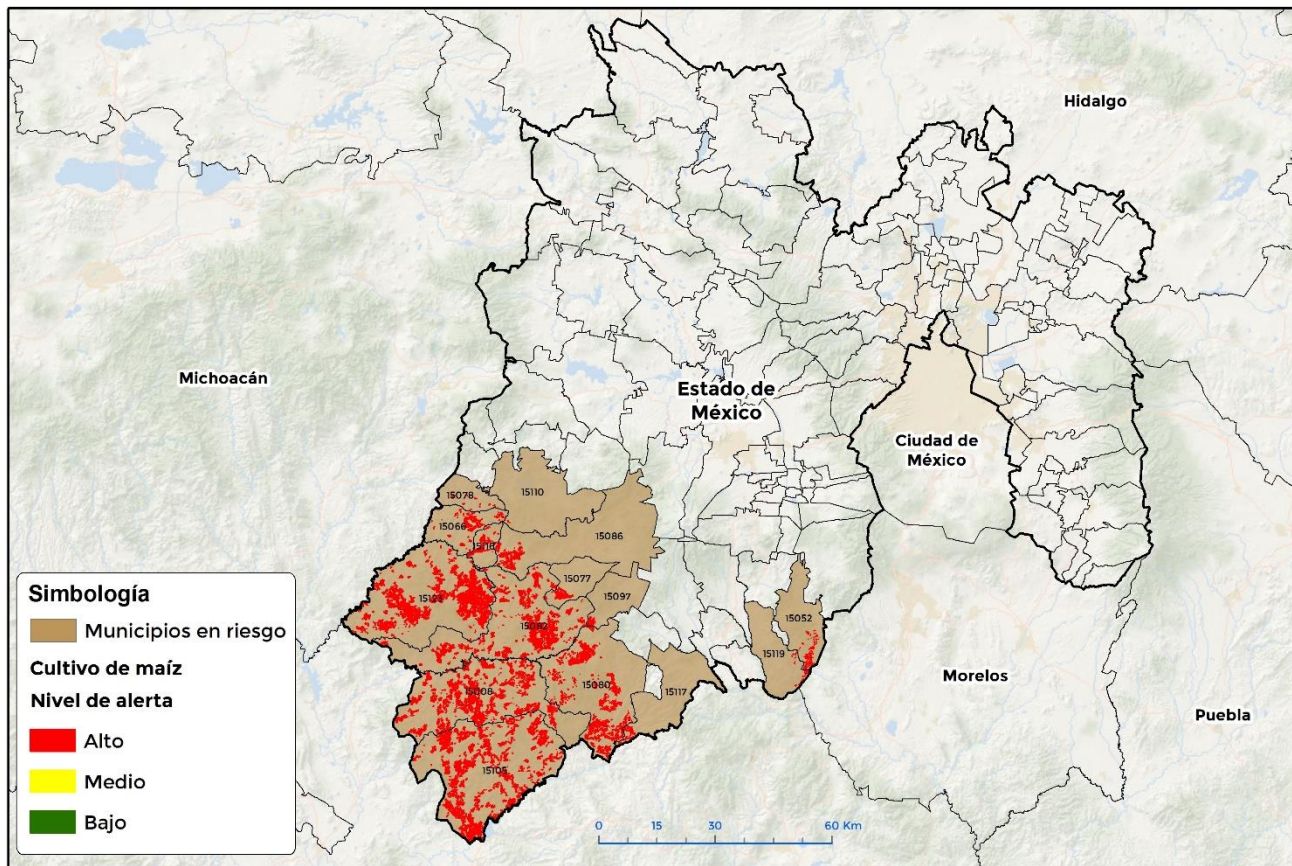 Hidalgo
Michoacán
Estado de
México
Ciudad de
México
Morelos
Puebla
15078
15110
15066
15086
15077
15097
15123
15082
15052
15119
15008
15080
15117
15105
Simbología
Municipios en riesgo
Cultivo de maíz
Nivel de alerta
Alto
Medio
Bajo
0 15 30 60 Km